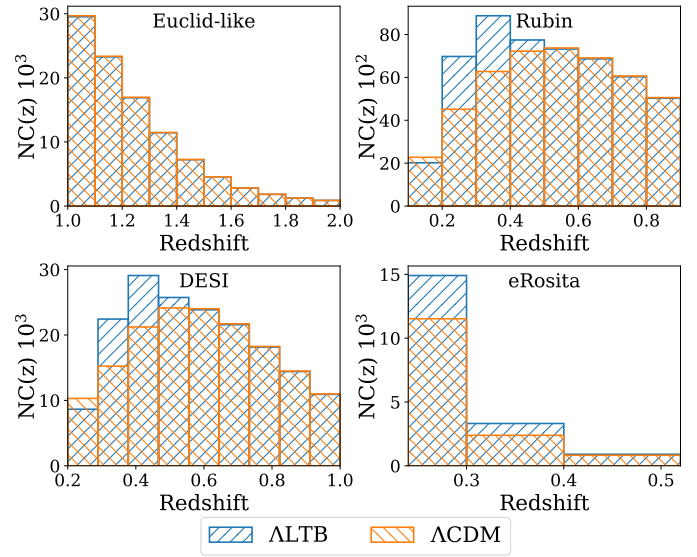 Euclid-like
NC(z) 10³
30
20
10
0
1.0 1.2 1.4 1.6 1.8 2.0
Redshift
Rubin
NC(z) 10²
80
60
40
20
0
0.2 0.4 0.6 0.8
Redshift
DESI
NC(z) 10³
30
20
10
0
0.2 0.4 0.6 0.8 1.0
Redshift
eRosita
NC(z) 10³
15
10
5
0
0.3 0.4 0.5
Redshift
ΛLTB ΛCDM